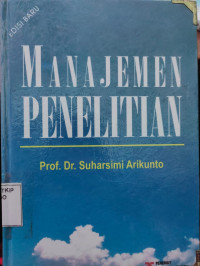 EDISI BARU
MANAJEMEN
PENELITIAN
Prof. Dr. Suharsimi Arikunto